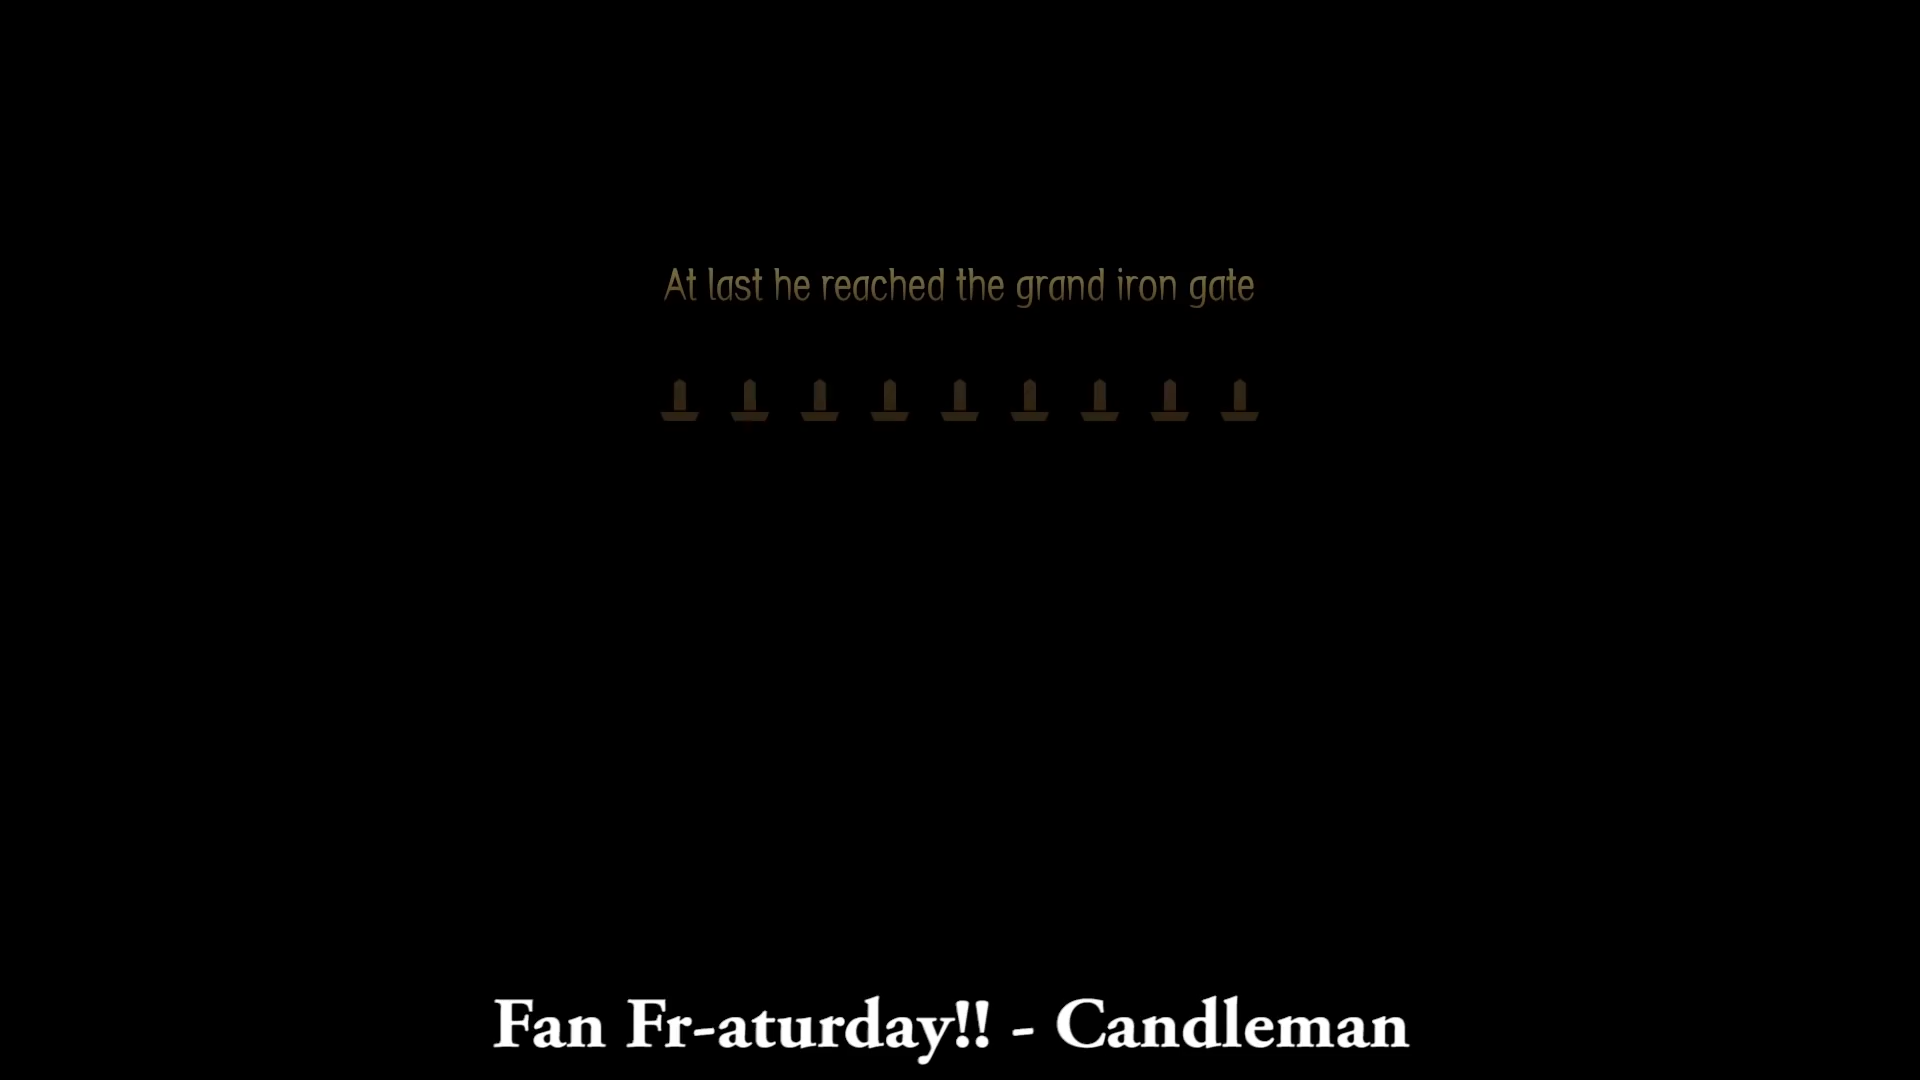 At last he reached the grand iron gate
Fan Fr-aturday!! - Candleman